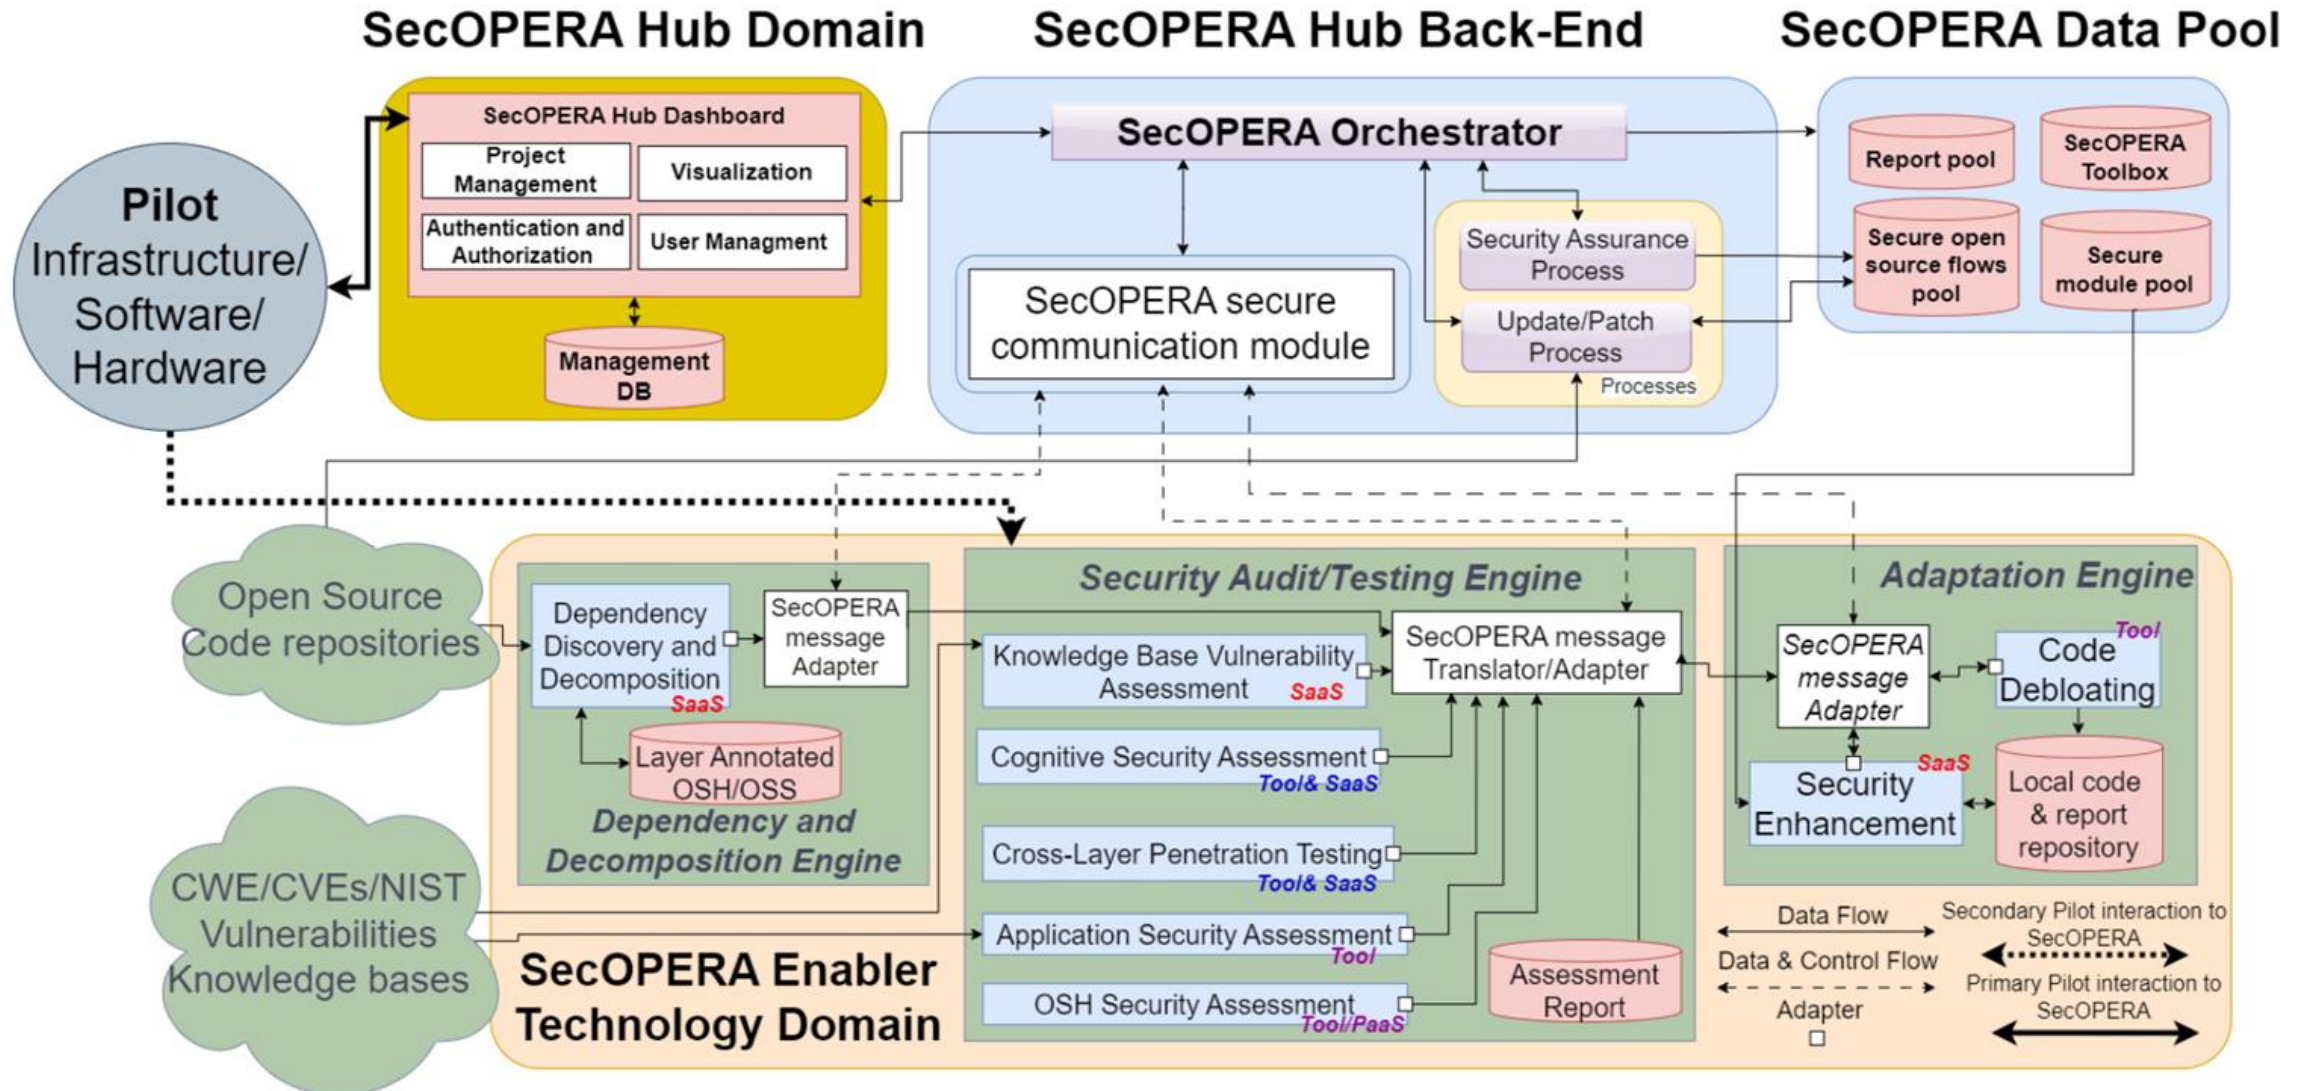 SecOPERA Hub Domain
SecOPERA Hub Back-End
SecOPERA Data Pool
Pilot
Infrastructure/
Software/
Hardware
SecOPERA Hub Dashboard
Project
Management
Visualization
Authentication and
Authorization
User Managment
Management
DB
SecOPERA Orchestrator
SecOPERA secure
communication module
Security Assurance
Process
Update/Patch
Process
Processes
Report pool
SecOPERA
Toolbox
Secure open
source flows
pool
Secure
module pool
Open Source
Code repositories
CWE/CVEs/NIST
Vulnerabilities
Knowledge bases
Dependency
Discovery and
Decomposition
SaaS
SecOPERA
message
Adapter
Layer Annotated
OSH/OSS
Dependency and
Decomposition Engine
SecOPERA Enabler
Technology Domain
Security Audit/Testing Engine
Knowledge Base Vulnerability
Assessment
SaaS
SecOPERA message
Translator/Adapter
Cognitive Security Assessment
Tool& SaaS
Cross-Layer Penetration Testing
Tool& SaaS
Application Security Assessment
Tool
OSH Security Assessment
Tool/PaaS
Assessment
Report
Adaptation Engine
SecOPERA
message
Adapter
Tool
Code
Debloating
SaaS
Security
Enhancement
Local code
& report
repository
Data Flow
Data & Control Flow
Adapter
Secondary Pilot interaction to
SecOPERA
Primary Pilot interaction to
SecOPERA